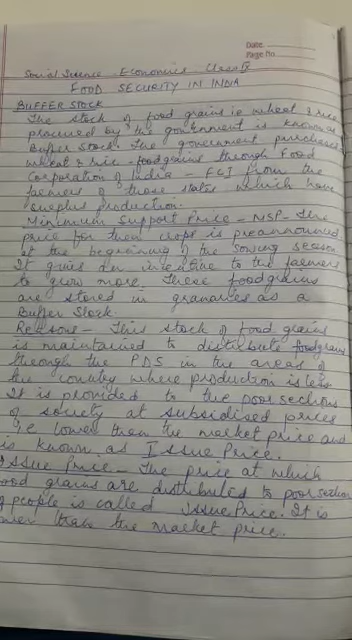 Date
Page No
Social Science Economics Class IX
FOOD SECURITY IN INDIA
BUFFER STOCK
The stock of food grains i.e wheat & rice
procured by the government is known as
Buffer Stock. The government purchases
wheat & rice - foodgrains through Food
Corporation of India - FCI from the
farmers of those states which have
surplus production.
Minimum Support Price - MSP - The
price for their crops is preannounced
at the beginning of the sowing season
It gives an incentive to the farmers
to grow more. These foodgrains
are stored in granaries as a
Buffer Stock.
Reasons - This stock of food grains
is maintained to distribute foodgrains
through the PDS in the areas of
the country where production is less
It is provided to the poor sections
of society at subsidised prices
i.e lower than the market price and
is known as Issue Price.
Issue Price - The price at which
ood grains are distributed to poor section
of people is called Issue Price. It is
wer than the market price.